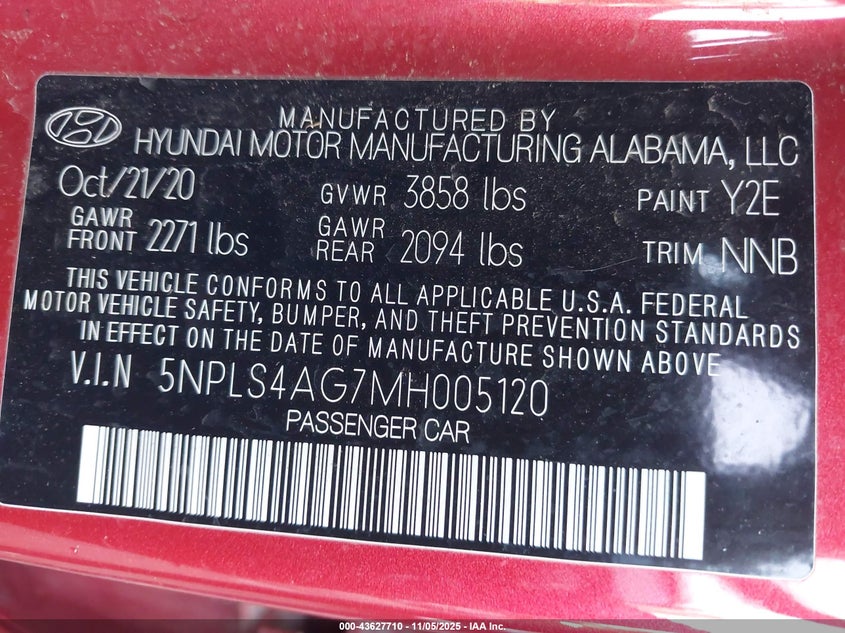 MANUFACTURED BY
HYUNDAI MOTOR MANUFACTURING ALABAMA, LLC
Oct/21/20 GVWR 3858 lbs PAINT Y2E
GAWR FRONT 2271 lbs GAWR REAR 2094 lbs TRIM NNB
THIS VEHICLE CONFORMS TO ALL APPLICABLE U.S.A. FEDERAL
MOTOR VEHICLE SAFETY, BUMPER, AND THEFT PREVENTION STANDARDS
IN EFFECT ON THE DATE OF MANUFACTURE SHOWN ABOVE
V.I.N 5NPLS4AG7MH005120
PASSENGER CAR
000-43627710 — 11/05/2025 — IAA Inc.